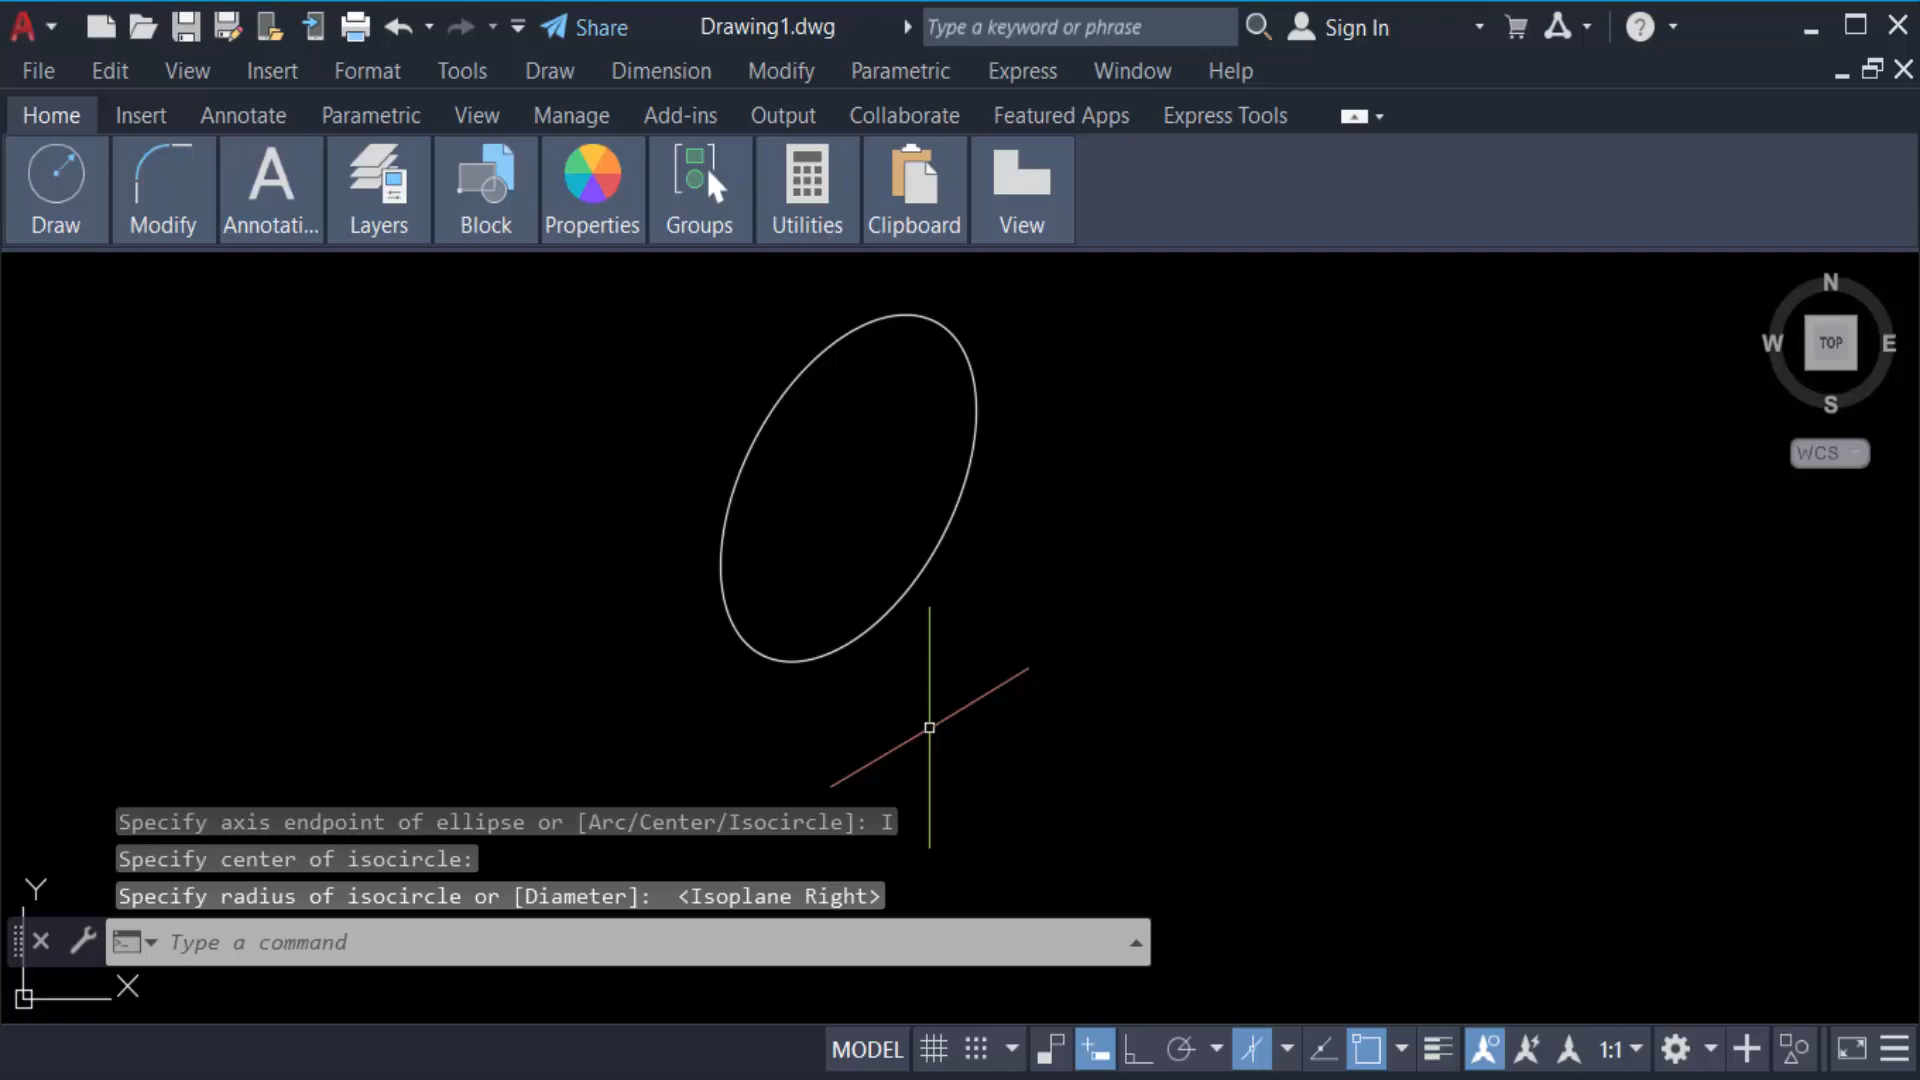 Share
Drawing1.dwg
Type a keyword or phrase
Sign In
File Edit View Insert Format Tools Draw Dimension Modify Parametric Express Window Help
Home Insert Annotate Parametric View Manage Add-ins Output Collaborate Featured Apps Express Tools
Draw Modify Annotati... Layers Block Properties Groups Utilities Clipboard View
N
W TOP E
S
WCS
Specify axis endpoint of ellipse or [Arc/Center/Isocircle]: I
Specify center of isocircle:
Specify radius of isocircle or [Diameter]:  <Isoplane Right>
Y
Type a command
X
MODEL 1:1